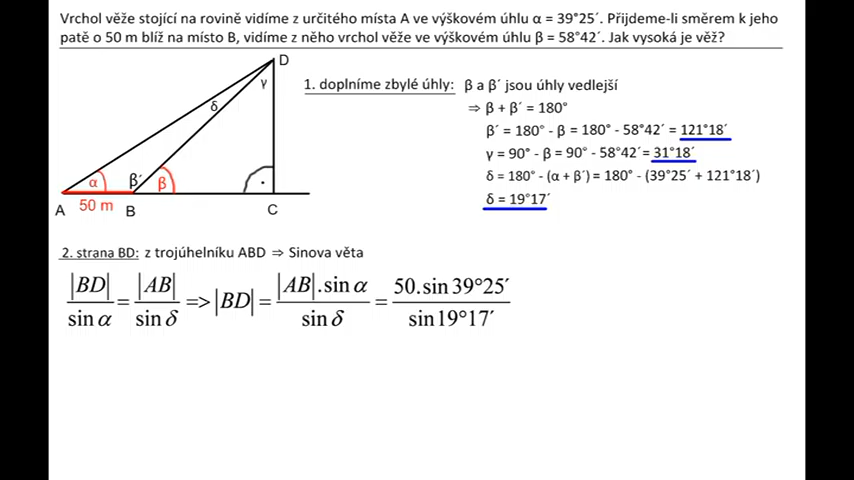 Vrchol věže stojící na rovině vidíme z určitého místa A ve výškovém úhlu α = 39°25´. Přijdeme-li směrem k jeho
patě o 50 m blíž na místo B, vidíme z něho vrchol věže ve výškovém úhlu β = 58°42´. Jak vysoká je věž?
D
γ
δ
α
β´
β
A
50 m
B
C
1. doplníme zbylé úhly: β a β´ jsou úhly vedlejší
⇒ β + β´ = 180°
β´ = 180° - β = 180° - 58°42´ = 121°18´
γ = 90° - β = 90° - 58°42´= 31°18´
δ = 180° - (α + β´) = 180° - (39°25´ + 121°18´)
δ = 19°17´
2. strana BD: z trojúhelníku ABD ⇒ Sinova věta
|BD|/sin α = |AB|/sin δ => |BD| = |AB|.sin α/sin δ = 50.sin 39°25´/sin19°17´